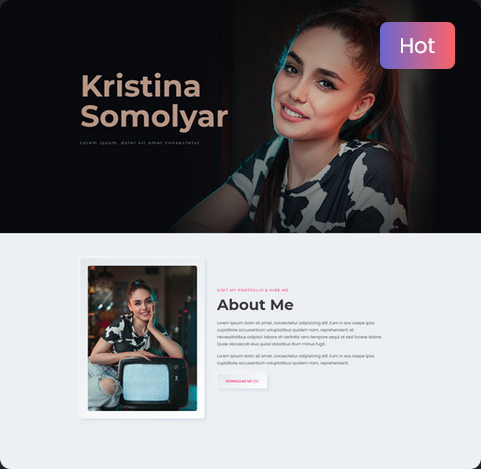 Hot
Kristina
Somolyar
Lorem ipsum, dolor sit amet consectetur
VISIT MY PORTFOLIO & HIRE ME
About Me
Lorem ipsum dolor sit amet, consectetur adipisicing elit. Eum in eos saepe ipsa
cupiditate accusantium voluptatibus quidem nam, reprehenderit, et
necessitatibus adipisci labore sit veritatis vero tempore sequi at sed facere dolore.
Quae obcaecati eius quasi doloribus illum minus fugit.
Lorem ipsum dolor sit amet, consectetur adipisicing elit. Eum in eos saepe ipsa
cupiditate accusantium voluptatibus quidem nam, reprehenderit,
DOWNLOAD MY CV